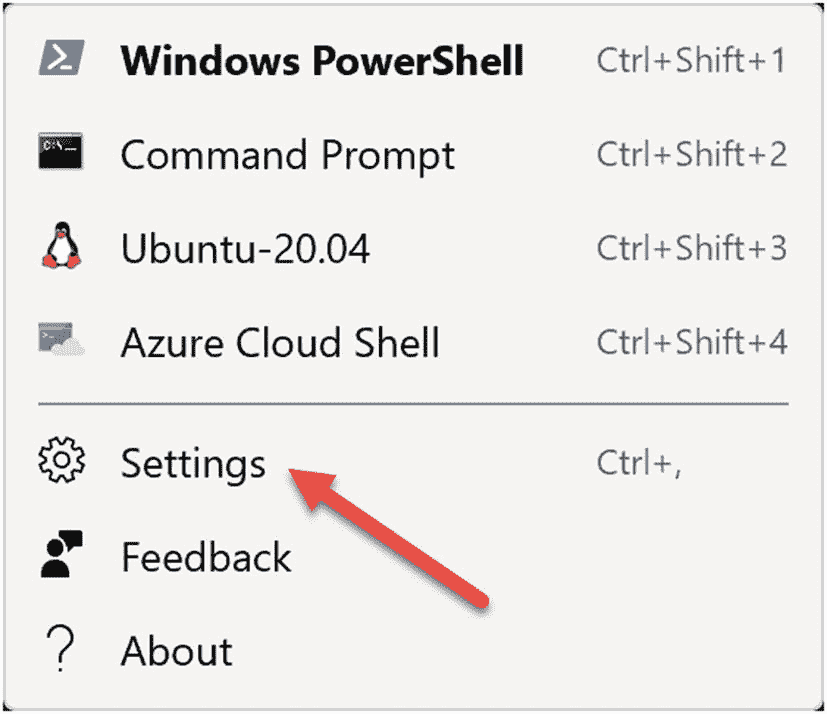 Windows PowerShell Ctrl+Shift+1
Command Prompt Ctrl+Shift+2
Ubuntu-20.04 Ctrl+Shift+3
Azure Cloud Shell Ctrl+Shift+4
Settings Ctrl+,
Feedback
About